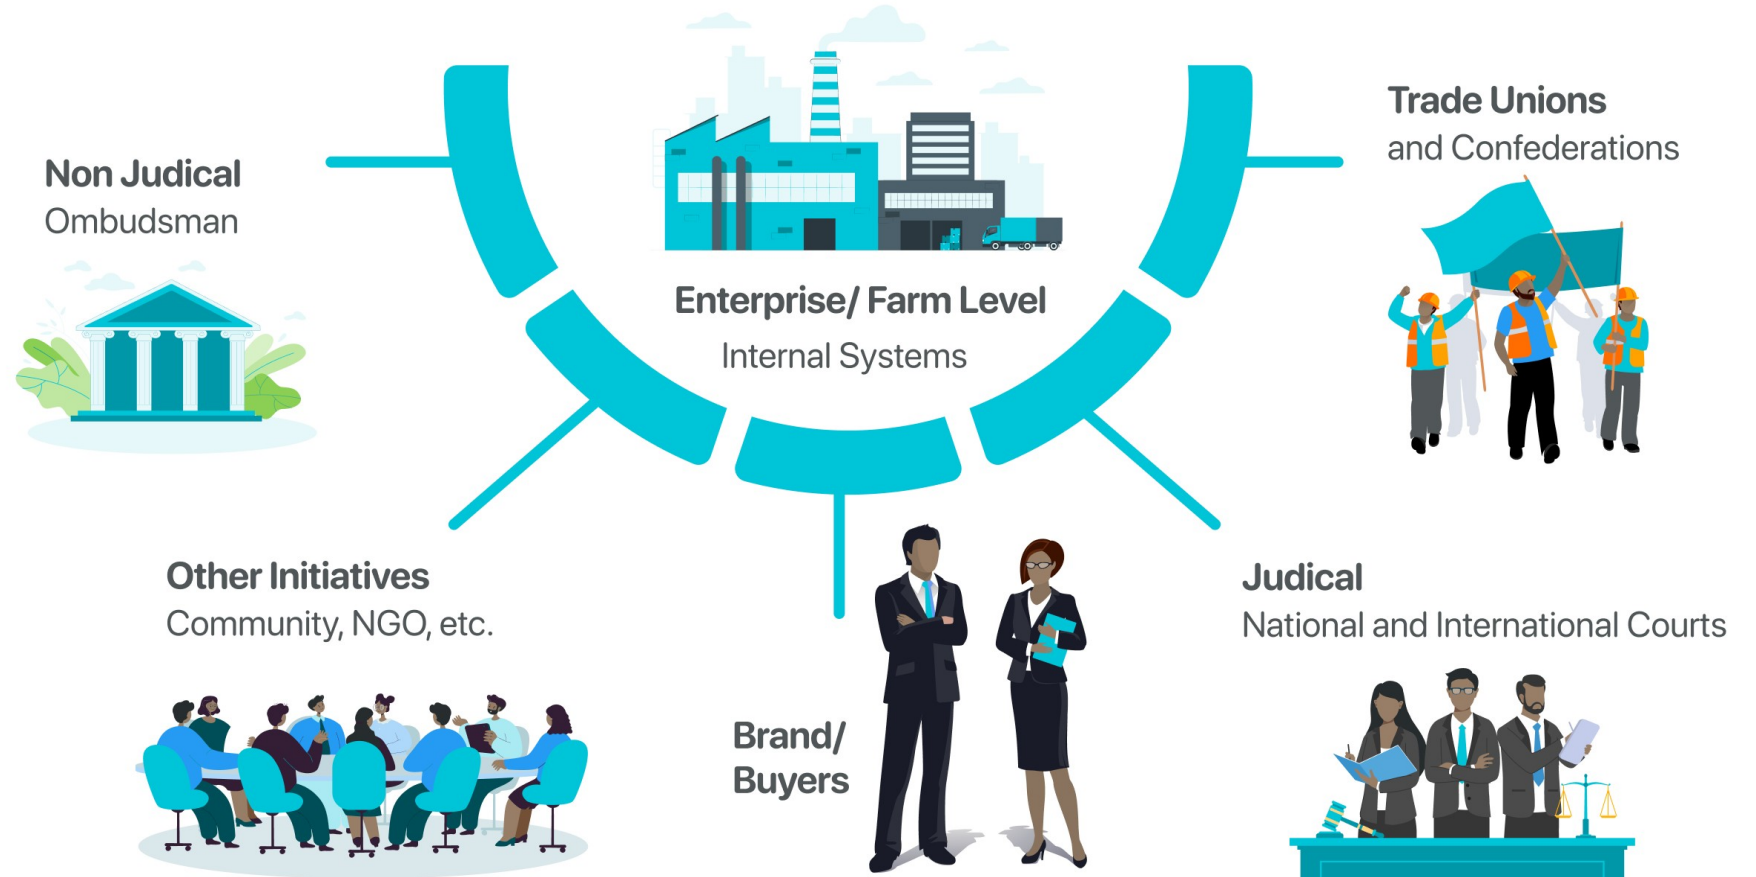 Non Judical
Ombudsman
Enterprise/ Farm Level
Internal Systems
Trade Unions
and Confederations
Other Initiatives
Community, NGO, etc.
Brand/
Buyers
Judical
National and International Courts